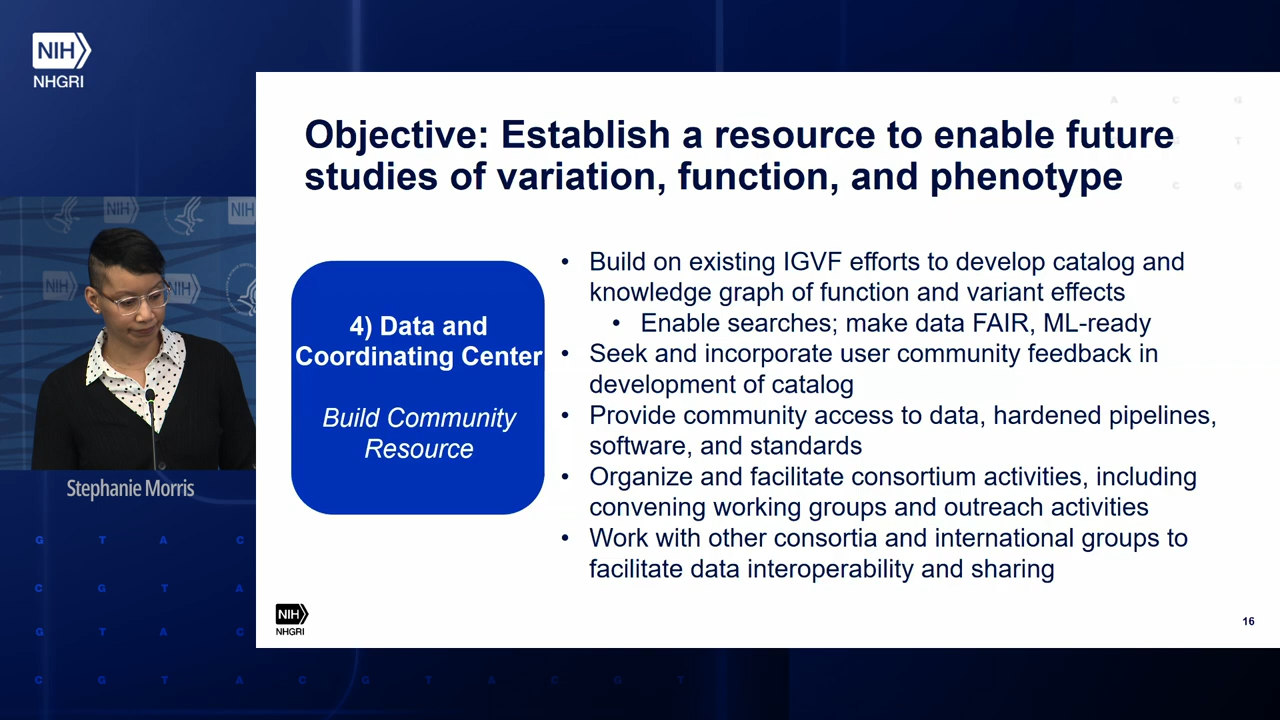 NIH
NHGRI
A C G
T
C G
Objective: Establish a resource to enable future
studies of variation, function, and phenotype
NIH
NIH
NIH
NIH
4) Data and
Coordinating Center
Build Community
Resource
• Build on existing IGVF efforts to develop catalog and
knowledge graph of function and variant effects
• Enable searches; make data FAIR, ML-ready
• Seek and incorporate user community feedback in
development of catalog
• Provide community access to data, hardened pipelines,
software, and standards
• Organize and facilitate consortium activities, including
convening working groups and outreach activities
• Work with other consortia and international groups to
facilitate data interoperability and sharing
Stephanie Morris
G T A C
C G T A
G T A C
C G T A C G T A C G T
NIH
NHGRI
16